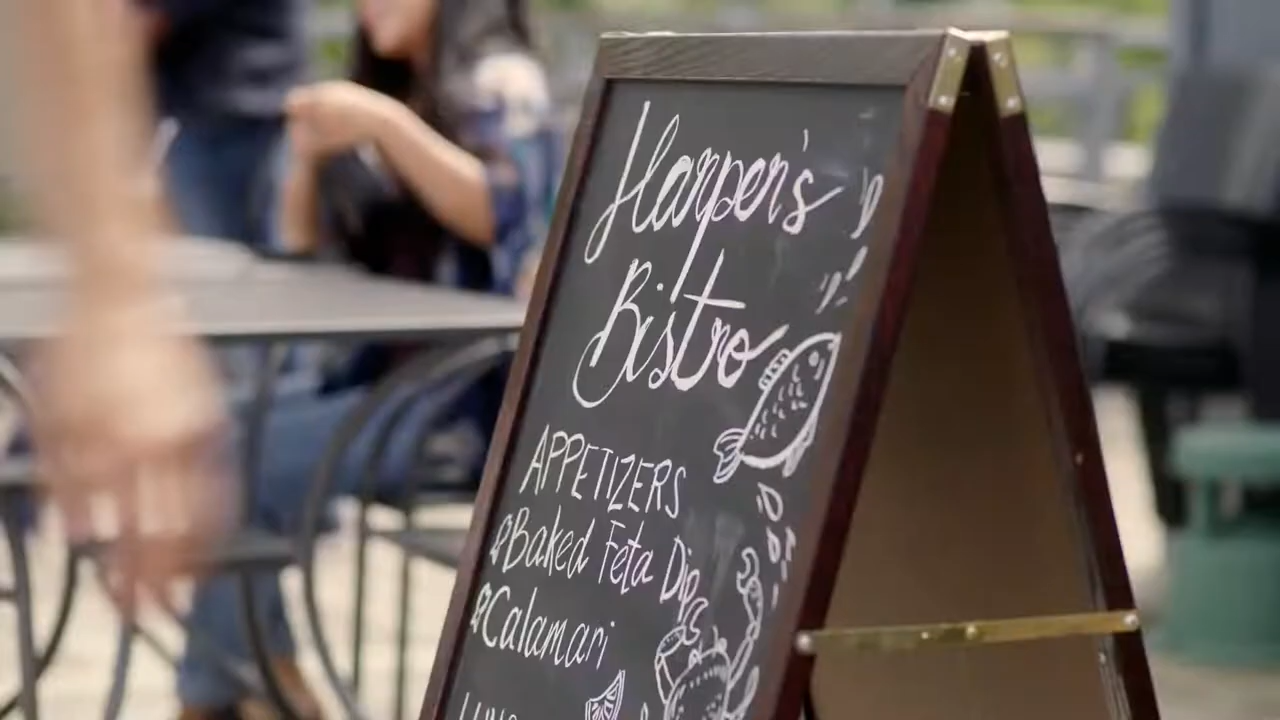 Harper's
Bistro
APPETIZERS
Baked Feta Dip
Calamari